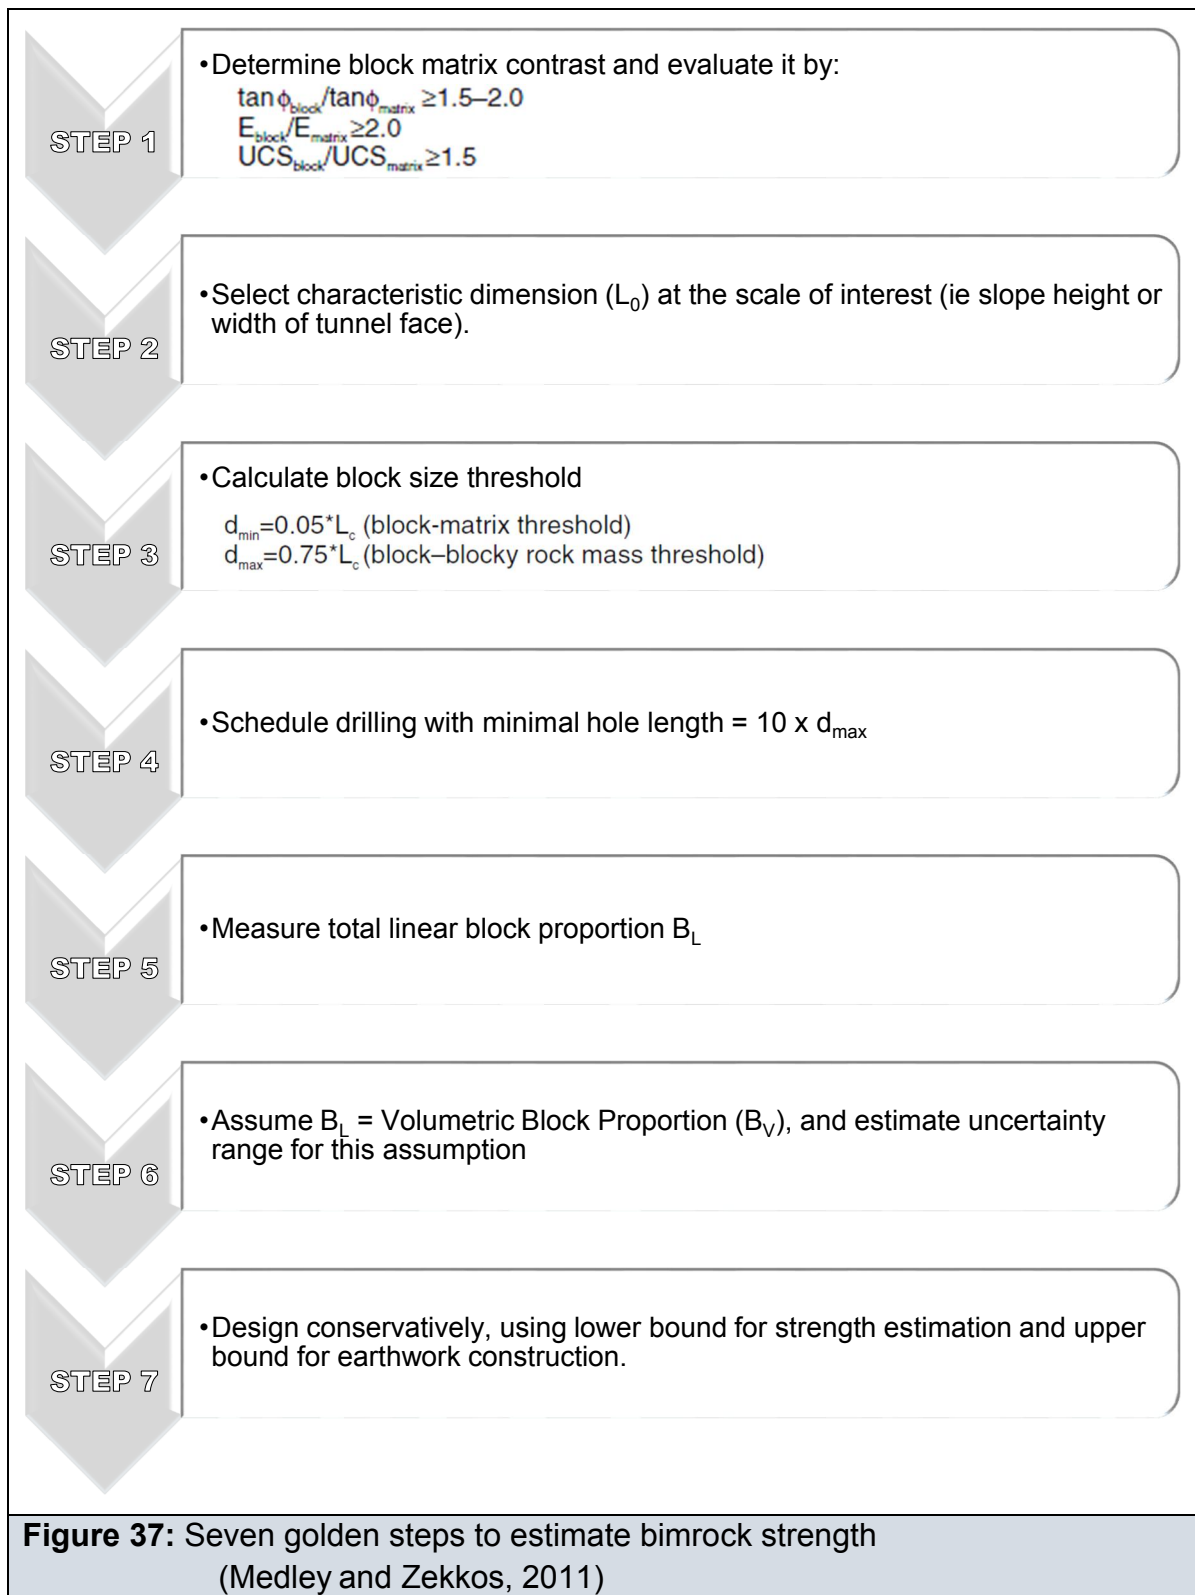 STEP 1
•Determine block matrix contrast and evaluate it by:
tanϕblock/tanϕmatrix ≥1.5–2.0
Eblock/Ematrix≥2.0
UCSblock/UCSmatrix≥1.5
STEP 2
•Select characteristic dimension (L0) at the scale of interest (ie slope height or
width of tunnel face).
STEP 3
•Calculate block size threshold
dmin=0.05*Lc (block-matrix threshold)
dmax=0.75*Lc (block–blocky rock mass threshold)
STEP 4
•Schedule drilling with minimal hole length = 10 x dmax
STEP 5
•Measure total linear block proportion BL
STEP 6
•Assume BL = Volumetric Block Proportion (BV), and estimate uncertainty
range for this assumption
STEP 7
•Design conservatively, using lower bound for strength estimation and upper
bound for earthwork construction.
Figure 37: Seven golden steps to estimate bimrock strength
(Medley and Zekkos, 2011)